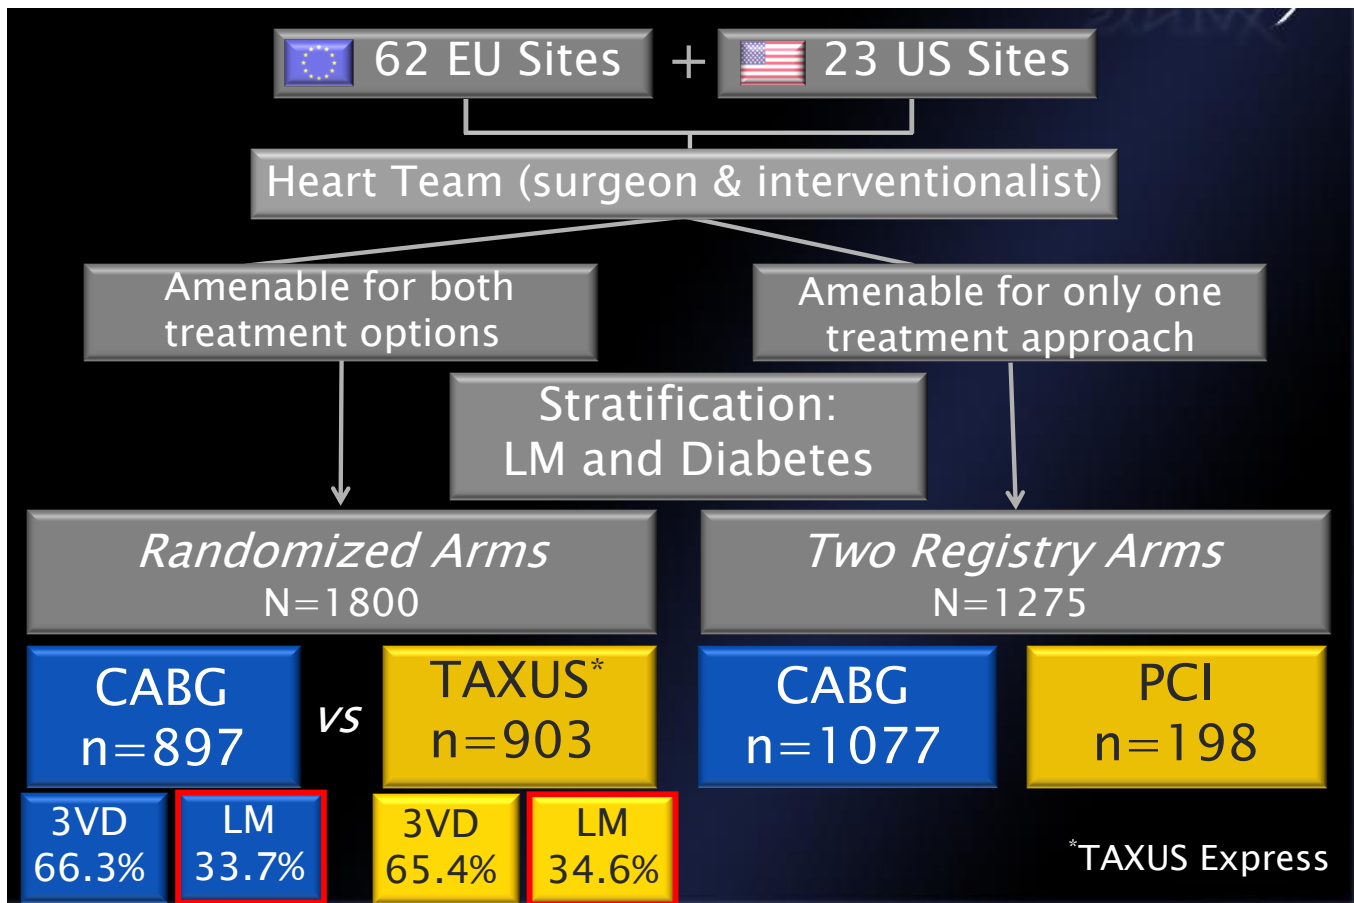 62 EU Sites + 23 US Sites
Heart Team (surgeon & interventionalist)
Amenable for both
treatment options
Amenable for only one
treatment approach
Stratification:
LM and Diabetes
Randomized Arms
N=1800
Two Registry Arms
N=1275
CABG
n=897
vs
TAXUS*
n=903
CABG
n=1077
PCI
n=198
3VD
66.3%
LM
33.7%
3VD
65.4%
LM
34.6%
*TAXUS Express